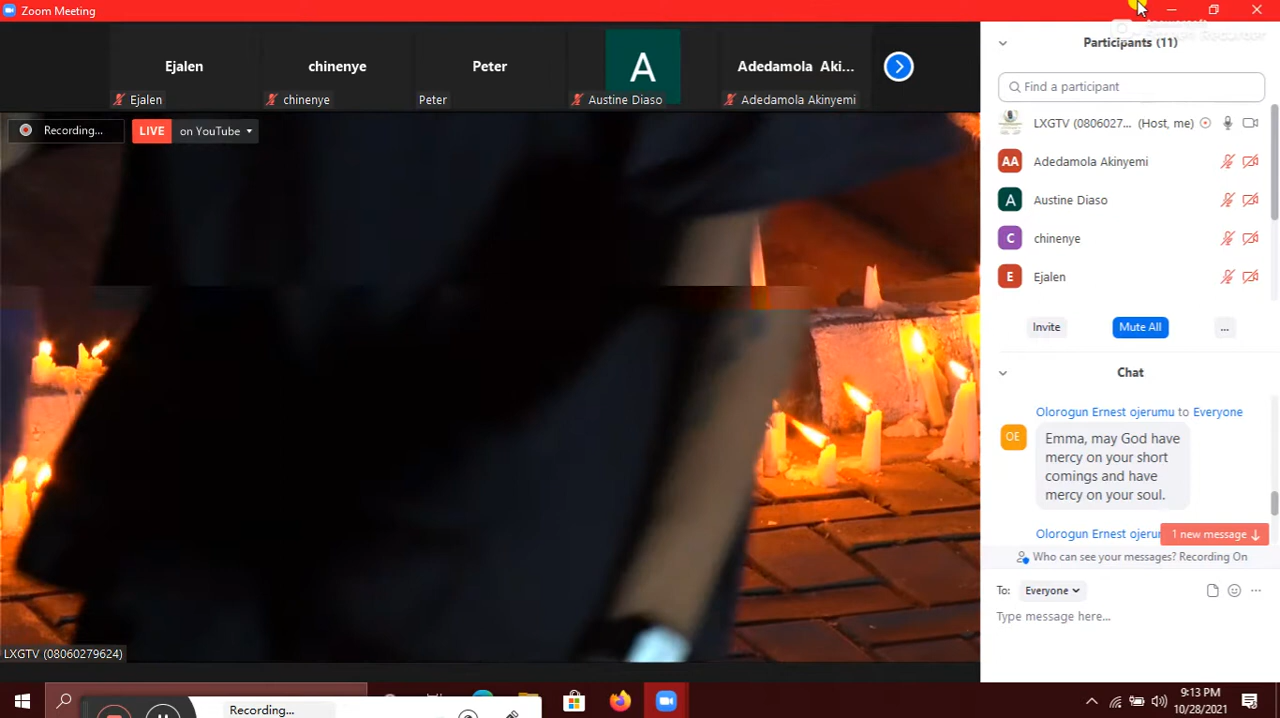 Zoom Meeting
Ejalen
chinenye
Peter
A
Adedamola Aki...
Ejalen
chinenye
Peter
Austine Diaso
Adedamola Akinyemi
Recording...
LIVE on YouTube
LXGTV (08060279624)
Participants (11)
Find a participant
LXGTV (0806027... (Host, me)
AA Adedamola Akinyemi
A Austine Diaso
C chinenye
E Ejalen
Invite
Mute All
...
Chat
Olorogun Ernest ojerumu to Everyone
OE
Emma, may God have
mercy on your short
comings and have
mercy on your soul.
Olorogun Ernest ojeru
1 new message
Who can see your messages? Recording On
To: Everyone
Type message here...
Recording...
9:13 PM
10/28/2021